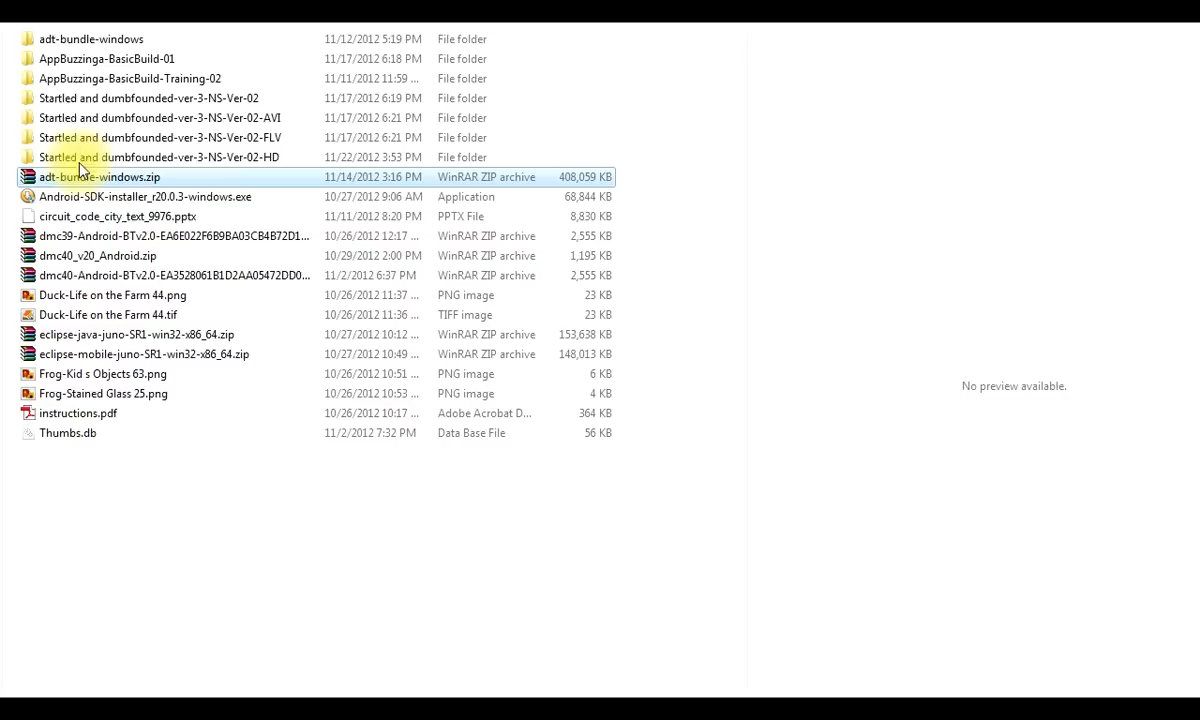 adt-bundle-windows 11/12/2012 5:19 PM File folder
AppBuzzinga-BasicBuild-01 11/17/2012 6:18 PM File folder
AppBuzzinga-BasicBuild-Training-02 11/11/2012 11:59 ... File folder
Startled and dumbfounded-ver-3-NS-Ver-02 11/17/2012 6:19 PM File folder
Startled and dumbfounded-ver-3-NS-Ver-02-AVI 11/17/2012 6:21 PM File folder
Startled and dumbfounded-ver-3-NS-Ver-02-FLV 11/17/2012 6:21 PM File folder
Startled and dumbfounded-ver-3-NS-Ver-02-HD 11/22/2012 3:53 PM File folder
adt-bundle-windows.zip 11/14/2012 3:16 PM WinRAR ZIP archive 408,059 KB
Android-SDK-installer_r20.0.3-windows.exe 10/27/2012 9:06 AM Application 68,844 KB
circuit_code_city_text_9976.pptx 11/11/2012 8:20 PM PPTX File 8,830 KB
dmc39-Android-BTv2.0-EA6E022F6B9BA03CB4B72D1... 10/26/2012 12:17 ... WinRAR ZIP archive 2,555 KB
dmc40_v20_Android.zip 10/29/2012 2:00 PM WinRAR ZIP archive 1,195 KB
dmc40-Android-BTv2.0-EA3528061B1D2AA05472DD0... 11/2/2012 6:37 PM WinRAR ZIP archive 2,555 KB
Duck-Life on the Farm 44.png 10/26/2012 11:37 ... PNG image 23 KB
Duck-Life on the Farm 44.tif 10/26/2012 11:36 ... TIFF image 23 KB
eclipse-java-juno-SR1-win32-x86_64.zip 10/27/2012 10:12 ... WinRAR ZIP archive 153,638 KB
eclipse-mobile-juno-SR1-win32-x86_64.zip 10/27/2012 10:49 ... WinRAR ZIP archive 148,013 KB
Frog-Kid s Objects 63.png 10/26/2012 10:51 ... PNG image 6 KB
Frog-Stained Glass 25.png 10/26/2012 10:53 ... PNG image 4 KB
instructions.pdf 10/26/2012 10:17 ... Adobe Acrobat D... 364 KB
Thumbs.db 11/2/2012 7:32 PM Data Base File 56 KB
No preview available.